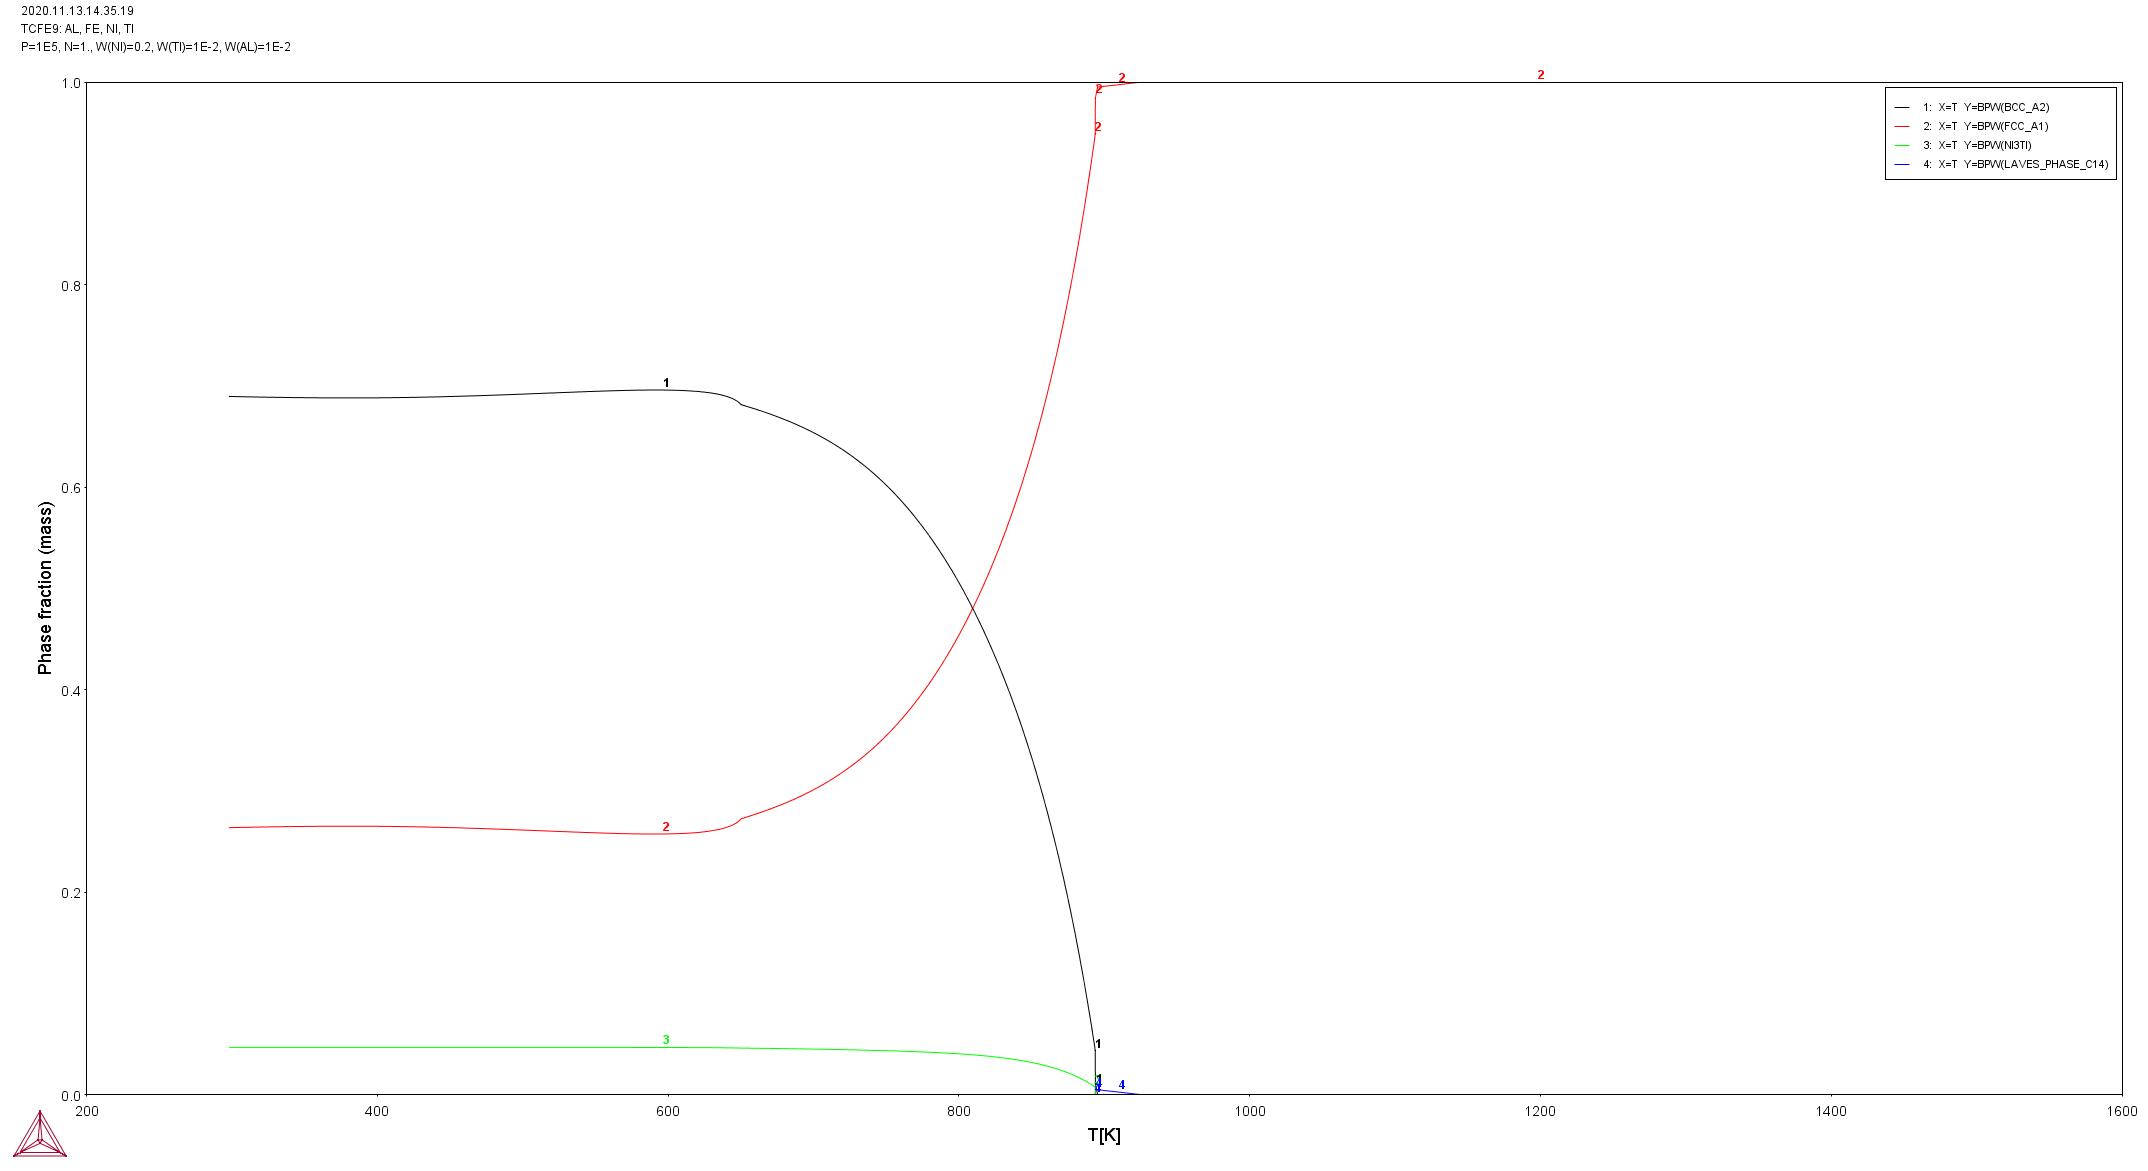 2020.11.13.14.35.19
TCFE9: AL, FE, NI, TI
P=1E5, N=1., W(NI)=0.2, W(TI)=1E-2, W(AL)=1E-2
2
2
1.0
2
1: X=T Y=BPW(BCC_A2)
2: X=T Y=BPW(FCC_A1)
3: X=T Y=BPW(NI3TI)
4: X=T Y=BPW(LAVES_PHASE_C14)
2
0.8
1
0.6
Phase fraction (mass)
0.4
2
0.2
3
1
1
4
4
4
0.0
200 400 600 800 1000 1200 1400 1600
T[K]